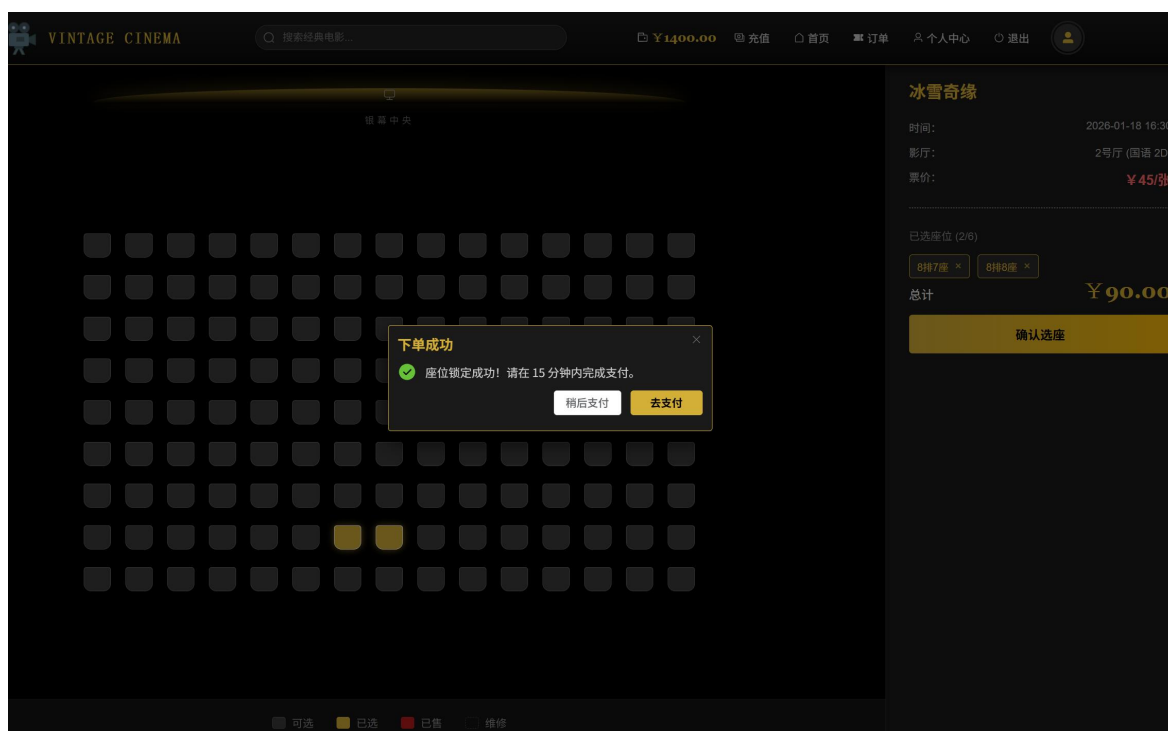 VINTAGE CINEMA
搜索经典电影...
¥1400.00
充值
首页
订单
个人中心
退出
银幕中央
冰雪奇缘
时间: 2026-01-18 16:30
影厅: 2号厅 (国语 2D
票价: ¥45/张
已选座位 (2/6)
8排7座 × 8排8座 ×
总计 ¥90.00
确认选座
下单成功
座位锁定成功！请在 15 分钟内完成支付。
稍后支付 去支付
可选 已选 已售 维修